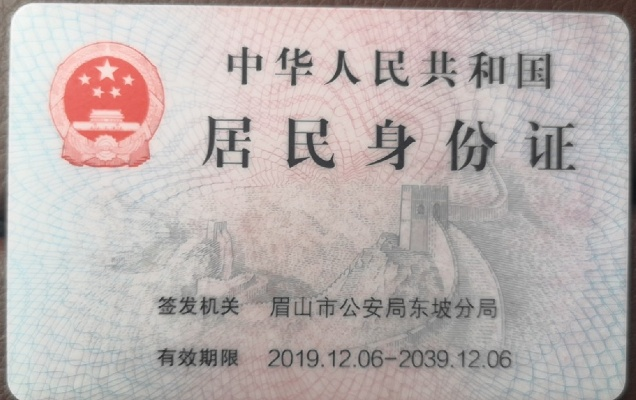 中华人民共和国
居民身份证
签发机关 眉山市公安局东坡分局
有效期限 2019.12.06-2039.12.06